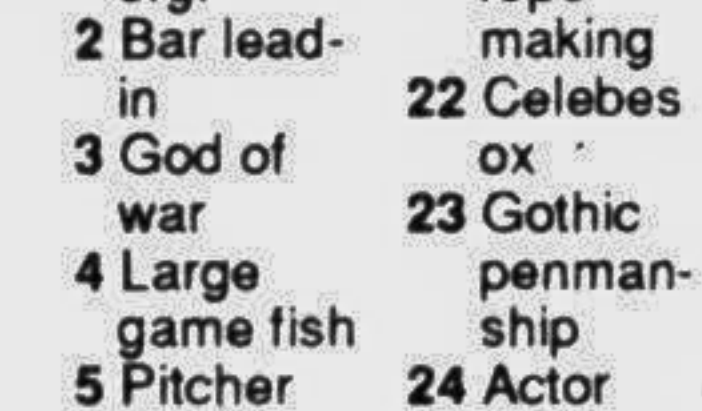 2 Bar lead-
in
3 God of
war
4 Large
game fish
5 Pitcher
making
22 Celebes
ox
23 Gothic
penman-
ship
24 Actor